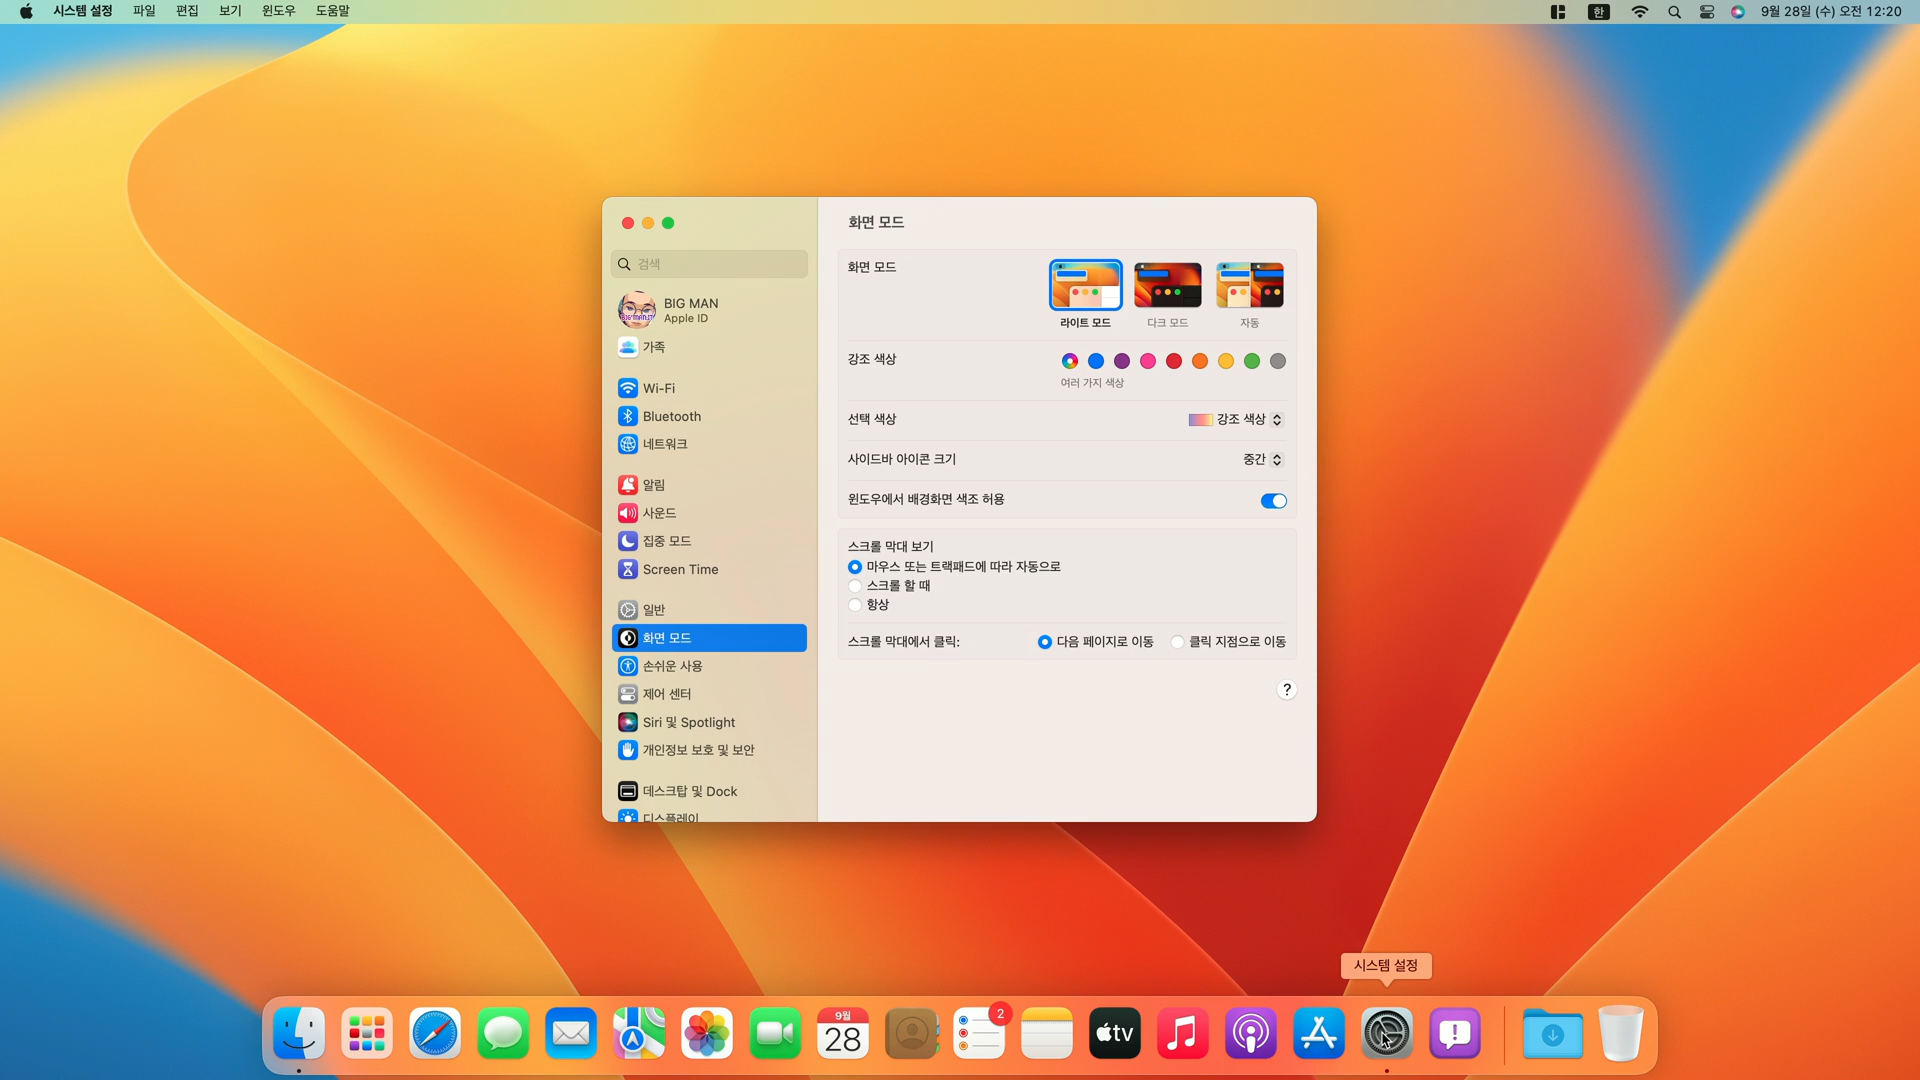 시스템 설정 파일 편집 보기 윈도우 도움말 한 9월 28일 (수) 오전 12:20
화면 모드
검색
BIG MAN
Apple ID
가족
Wi-Fi
Bluetooth
네트워크
알림
사운드
집중 모드
Screen Time
일반
화면 모드
손쉬운 사용
제어 센터
Siri 및 Spotlight
개인정보 보호 및 보안
데스크탑 및 Dock
디스플레이
화면 모드
라이트 모드 다크 모드 자동
강조 색상
여러 가지 색상
선택 색상 강조 색상
사이드바 아이콘 크기 중간
윈도우에서 배경화면 색조 허용
스크롤 막대 보기
마우스 또는 트랙패드에 따라 자동으로
스크롤 할 때
항상
스크롤 막대에서 클릭: 다음 페이지로 이동 클릭 지점으로 이동
?
시스템 설정
9월
28
2
tv